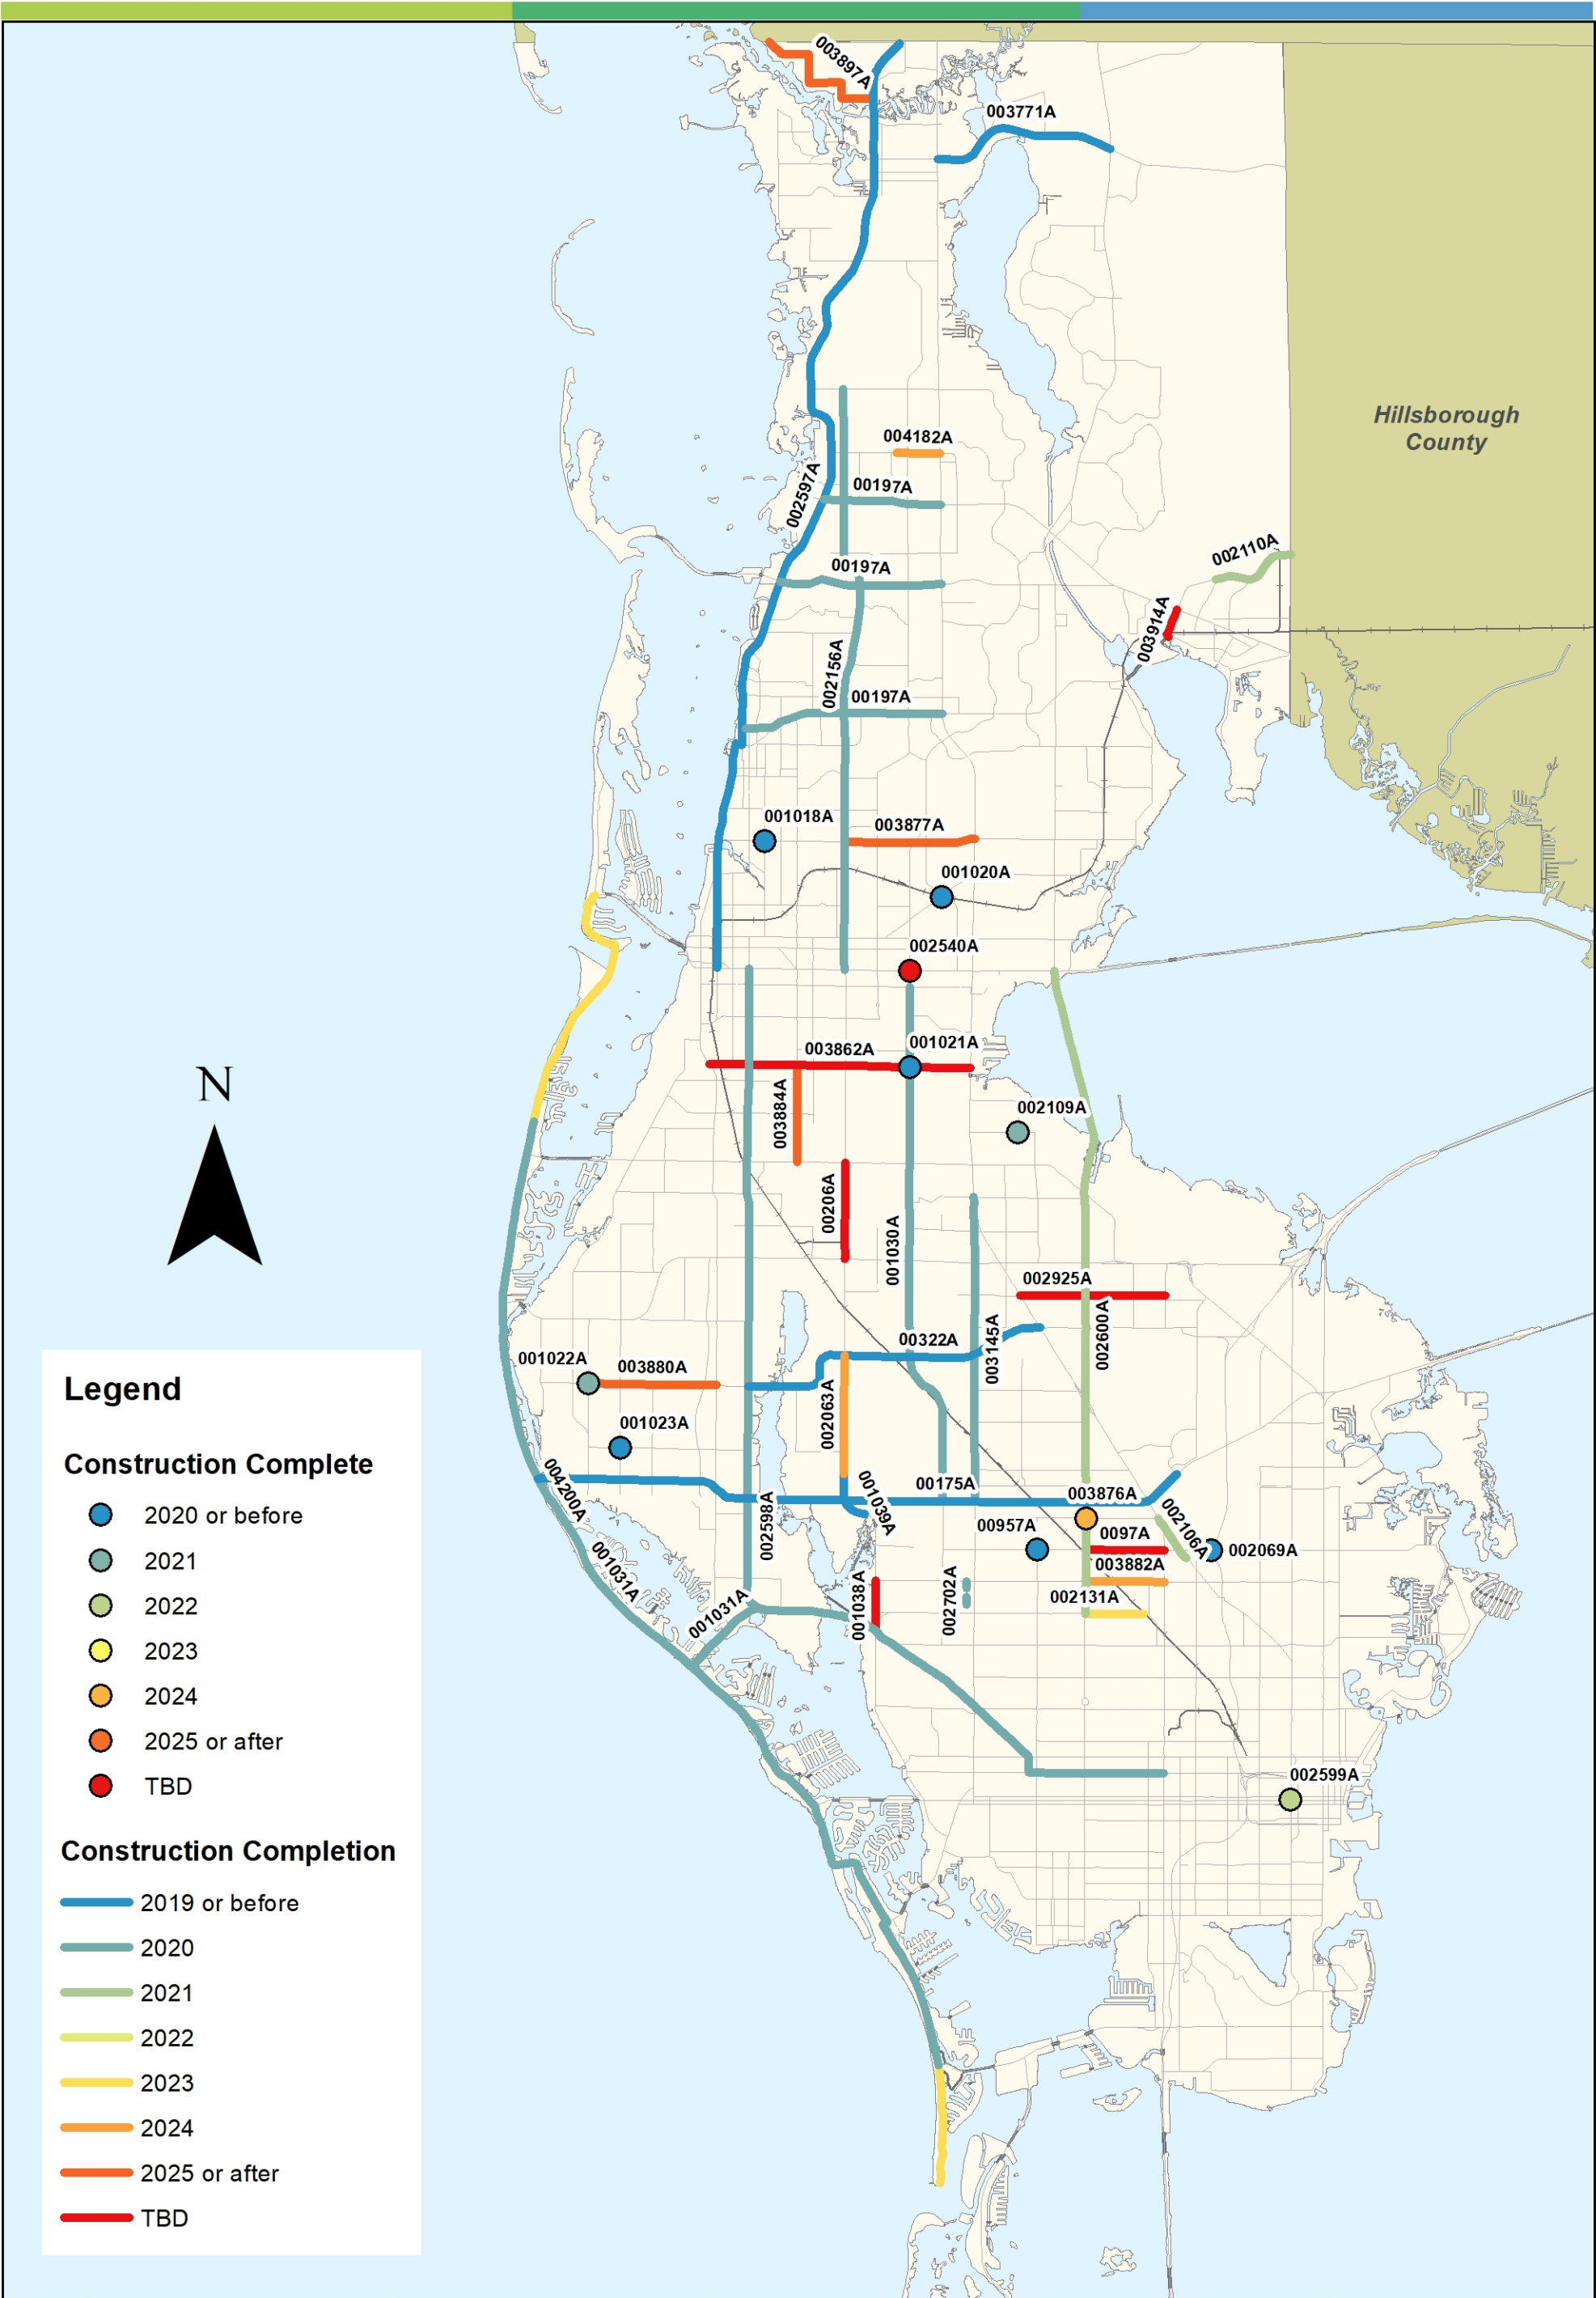 003897A
003771A
Hillsborough
County
004182A
002597A
00197A
002110A
00197A
003914A
002156A
00197A
001018A
003877A
001020A
002540A
001021A
003862A
N
003884A
002109A
00206A
001030A
002925A
002600A
003145A
00322A
001022A
003880A
002063A
001023A
004200A
001039A
00175A
003876A
002598A
00957A
0097A
002106A
002069A
003882A
001031A
001031A
001038A
002702A
002131A
002599A
Legend
Construction Complete
2020 or before
2021
2022
2023
2024
2025 or after
TBD
Construction Completion
2019 or before
2020
2021
2022
2023
2024
2025 or after
TBD